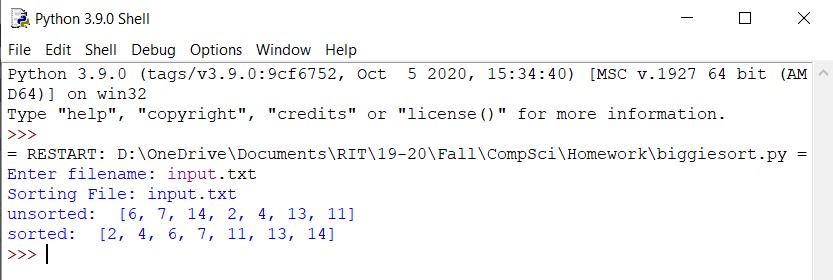 Python 3.9.0 Shell
File Edit Shell Debug Options Window Help
Python 3.9.0 (tags/v3.9.0:9cf6752, Oct  5 2020, 15:34:40) [MSC v.1927 64 bit (AM
D64)] on win32
Type "help", "copyright", "credits" or "license()" for more information.
>>>
= RESTART: D:\OneDrive\Documents\RIT\19-20\Fall\CompSci\Homework\biggiesort.py =
Enter filename: input.txt
Sorting File: input.txt
unsorted:  [6, 7, 14, 2, 4, 13, 11]
sorted:  [2, 4, 6, 7, 11, 13, 14]
>>>